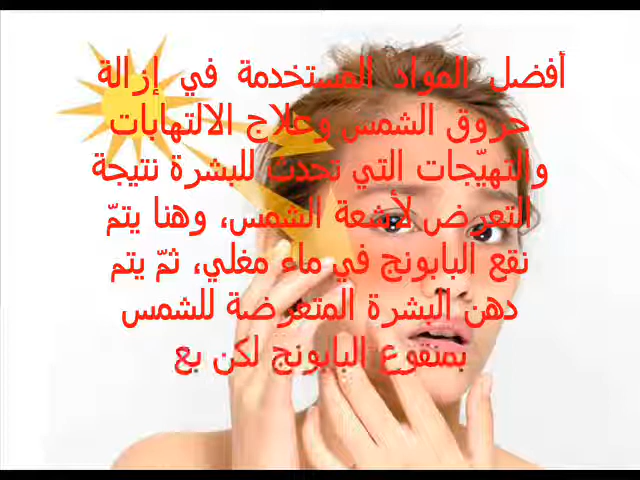 أفضل المواد المستخدمة في إزالة
حروق الشمس وعلاج الالتهابات
والتهيّجات التي تحدث للبشرة نتيجة
التعرض لأشعة الشمس، وهنا يتمّ
نقع البابونج في ماء مغلي، ثمّ يتم
دهن البشرة المتعرضة للشمس
بمنقوع البابونج لكن بع